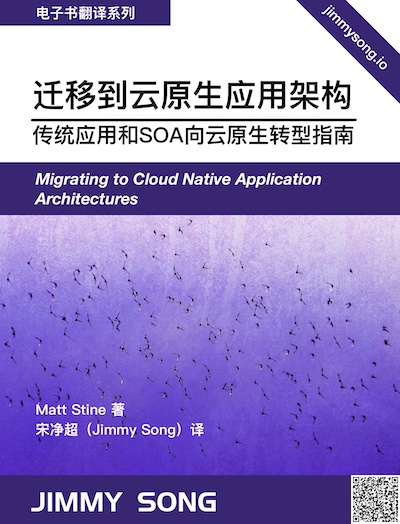 电子书翻译系列
jimmysong.io
迁移到云原生应用架构
传统应用和SOA向云原生转型指南
Migrating to Cloud Native Application
Architectures
Matt Stine 著
宋净超（Jimmy Song）译
JIMMY SONG